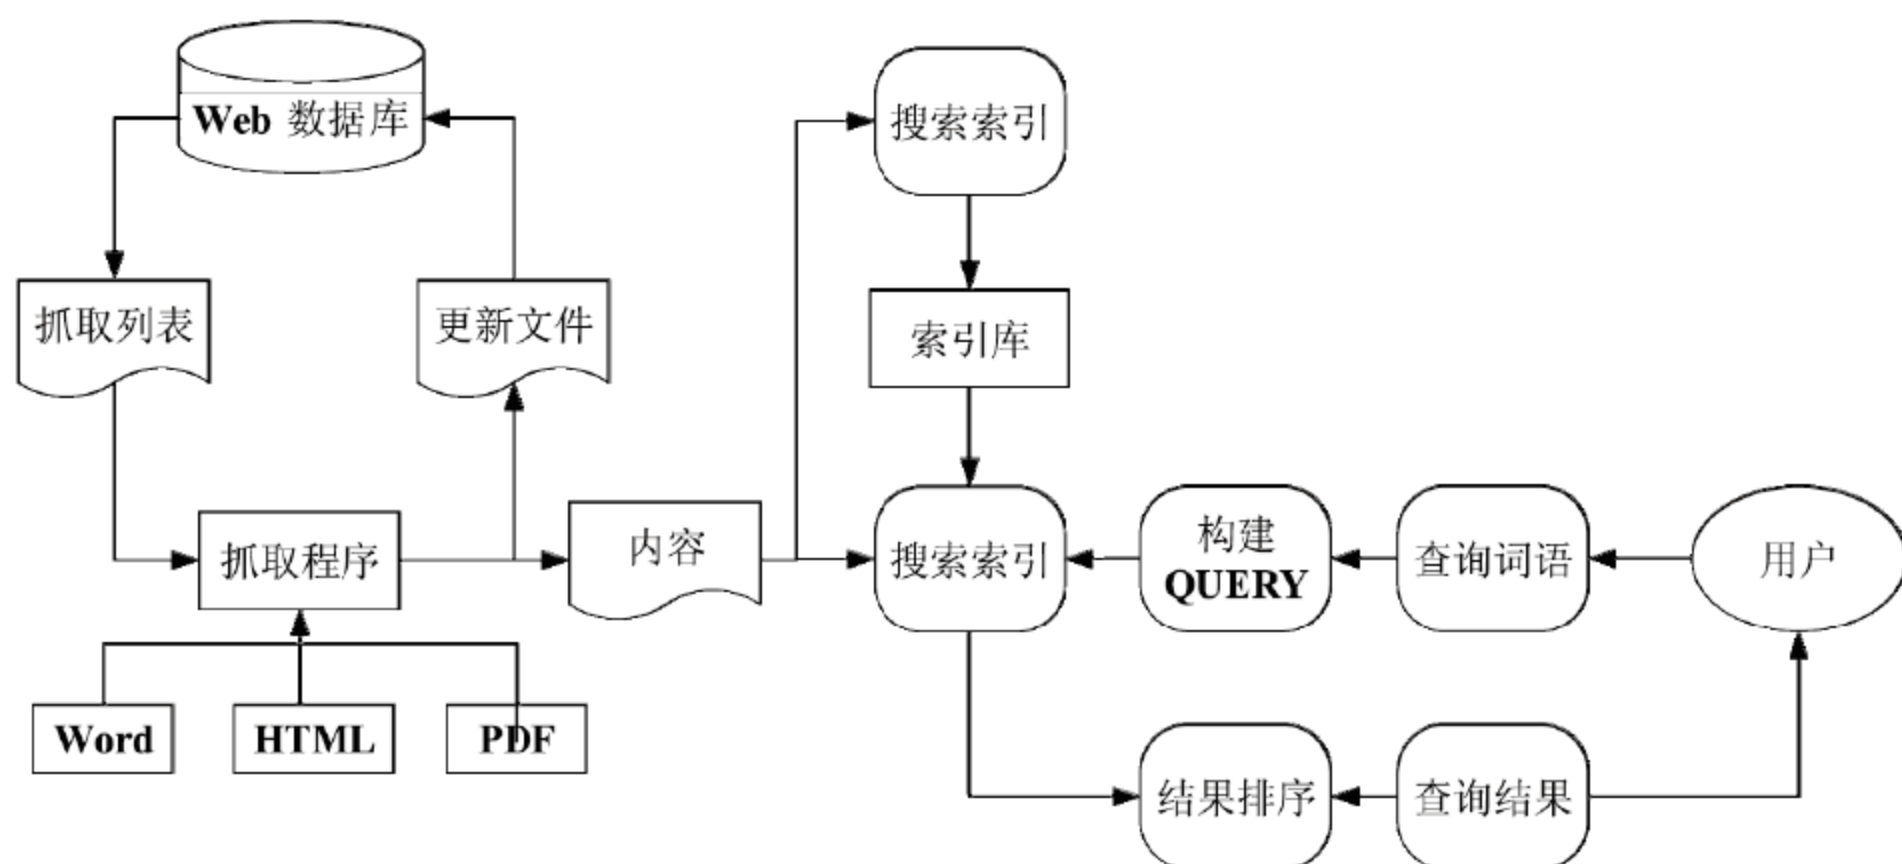 Web 数据库
搜索索引
抓取列表
更新文件
索引库
抓取程序
内容
搜索索引
构建
QUERY
查询词语
用户
Word
HTML
PDF
结果排序
查询结果